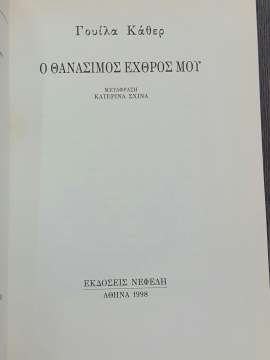 Γουίλα Κάθερ
Ο ΘΑΝΑΣΙΜΟΣ ΕΧΘΡΟΣ ΜΟΥ
ΜΕΤΑΦΡΑΣΗ
ΚΑΤΕΡΙΝΑ ΣΧΙΝΑ
ΕΚΔΟΣΕΙΣ ΝΕΦΕΛΗ
ΑΘΗΝΑ 1998